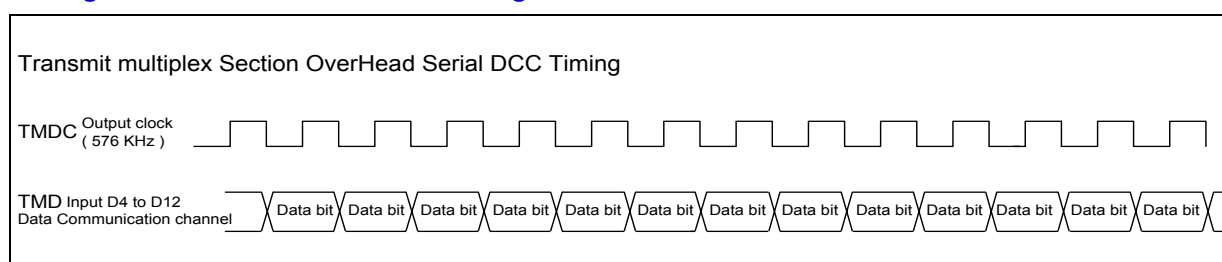 Transmit multiplex Section OverHead Serial DCC Timing
TMDC Output clock
( 576 KHz )
TMD Input D4 to D12
Data Communication channel
Data bit Data bit Data bit Data bit Data bit Data bit Data bit Data bit Data bit Data bit Data bit Data bit Data bit